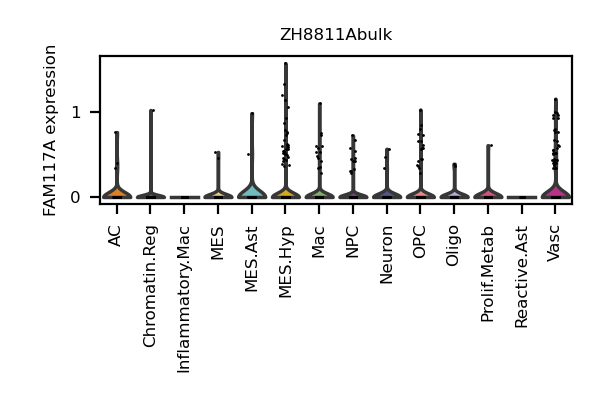 ZH8811Abulk
FAM117A expression
1
0
AC
Chromatin.Reg
Inflammatory.Mac
MES
MES.Ast
MES.Hyp
Mac
NPC
Neuron
OPC
Oligo
Prolif.Metab
Reactive.Ast
Vasc